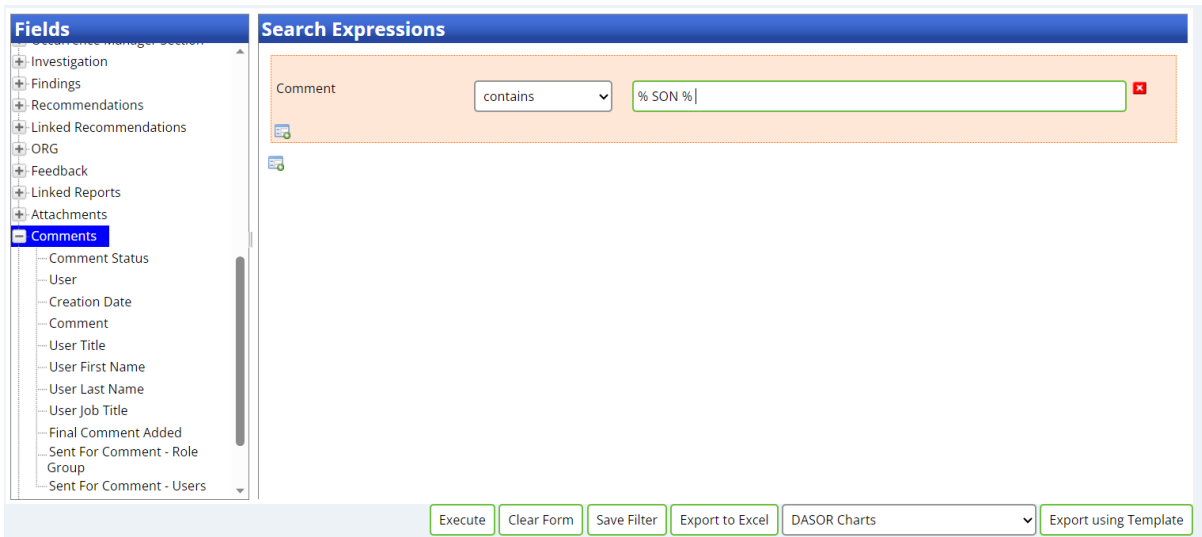 Fields
Occurrence Manager Section
Investigation
Findings
Recommendations
Linked Recommendations
ORG
Feedback
Linked Reports
Attachments
Comments
Comment Status
User
Creation Date
Comment
User Title
User First Name
User Last Name
User Job Title
Final Comment Added
Sent For Comment - Role
Group
Sent For Comment - Users
Search Expressions
Comment
contains
% SON %
Execute
Clear Form
Save Filter
Export to Excel
DASOR Charts
Export using Template